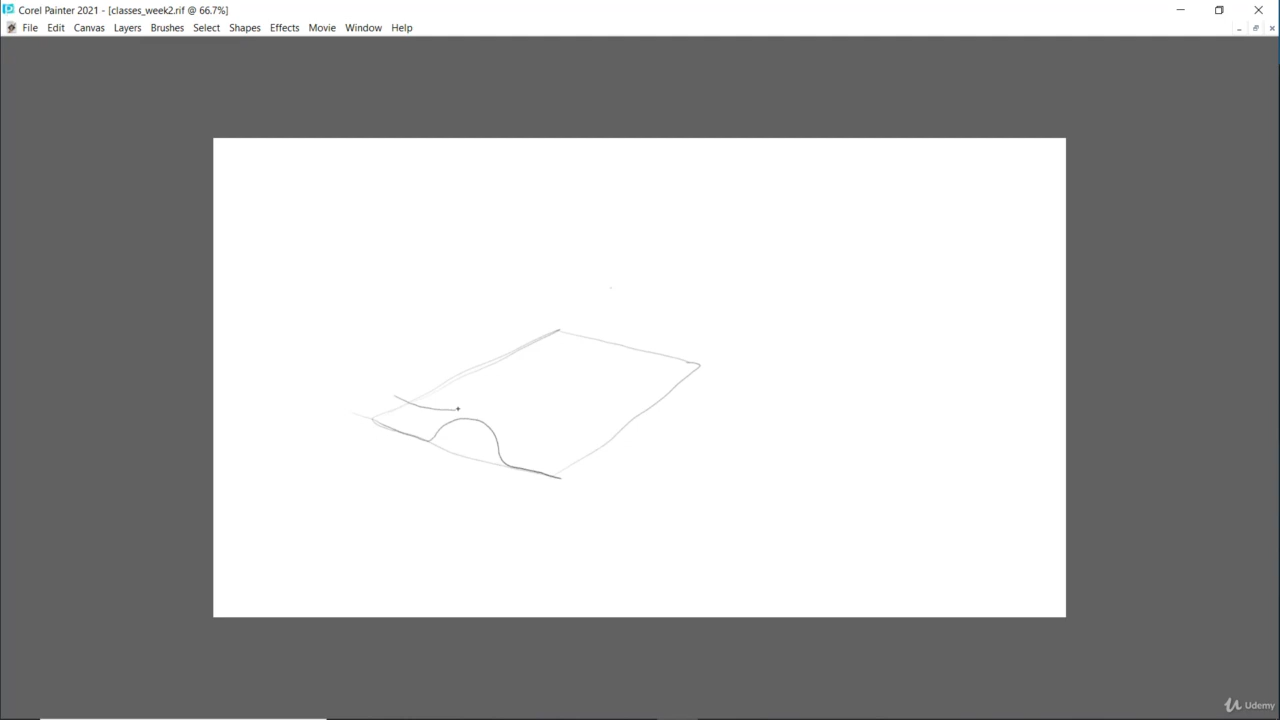 Corel Painter 2021 - [classes_week2.rif @ 66.7%]
File Edit Canvas Layers Brushes Select Shapes Effects Movie Window Help
Udemy